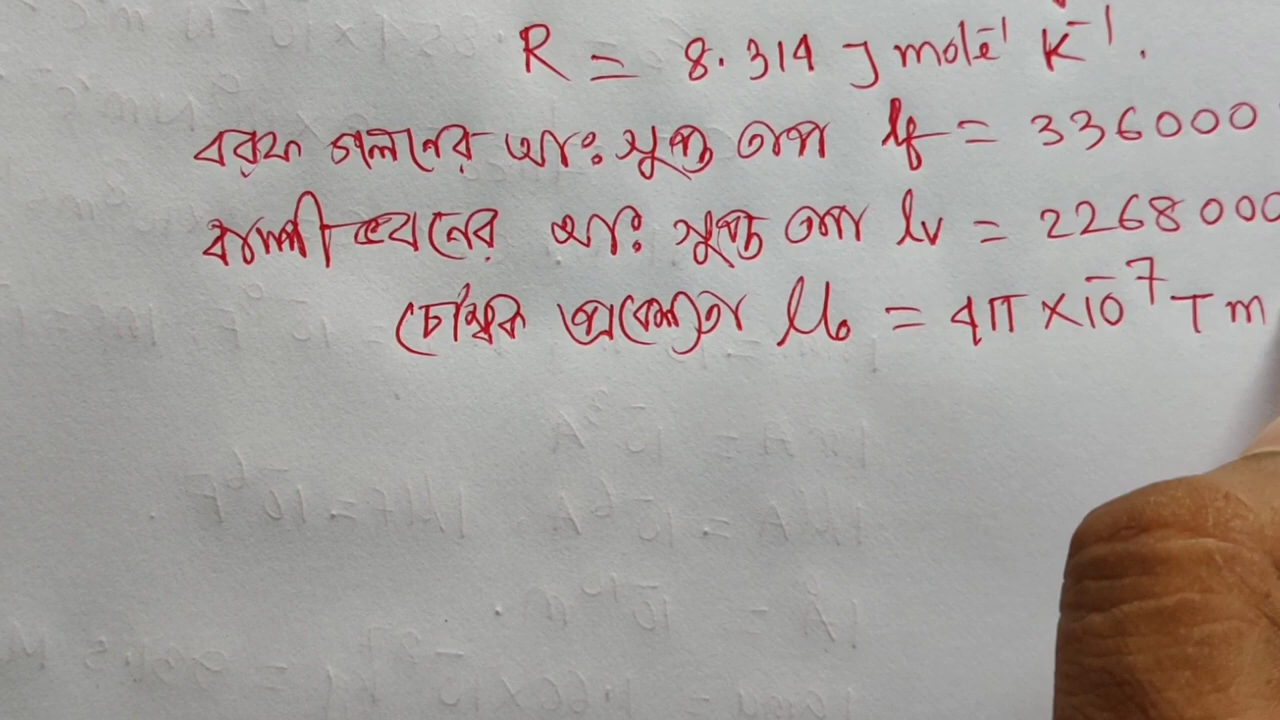 R = 8.314 J mole⁻¹ K⁻¹.
বরফ গলনের আঃ সুপ্ত তাপ lf = 336000
বাষ্পীভবনের আঃ সুপ্ত তাপ lv = 2268000
চৌম্বক প্রবেশ্যতা μ₀ = 4π×10⁻⁷ T m